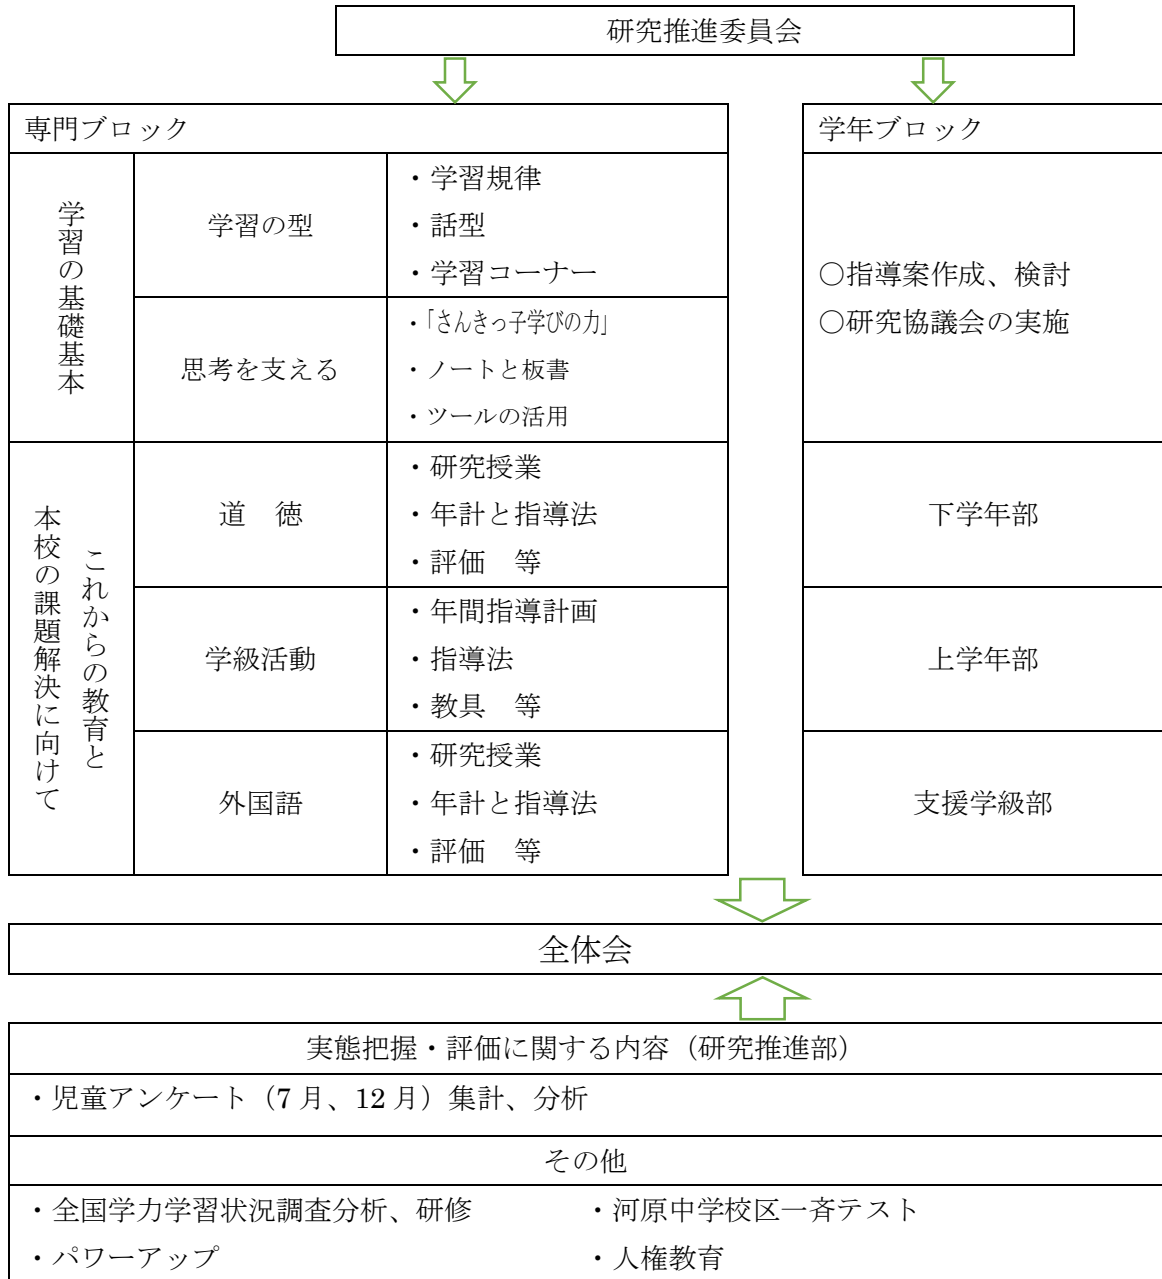 研究推進委員会
専門ブロック
学習の基礎基本
学習の型
・学習規律
・話型
・学習コーナー
思考を支える
・「さんきっ子学びの力」
・ノートと板書
・ツールの活用
これからの教育と
本校の課題解決に向けて
道　徳
・研究授業
・年計と指導法
・評価　等
学級活動
・年間指導計画
・指導法
・教具　等
外国語
・研究授業
・年計と指導法
・評価　等
学年ブロック
〇指導案作成、検討
〇研究協議会の実施
下学年部
上学年部
支援学級部
全体会
実態把握・評価に関する内容（研究推進部）
・児童アンケート（7月、12月）集計、分析
その他
・全国学力学習状況調査分析、研修　・河原中学校区一斉テスト
・パワーアップ　・人権教育